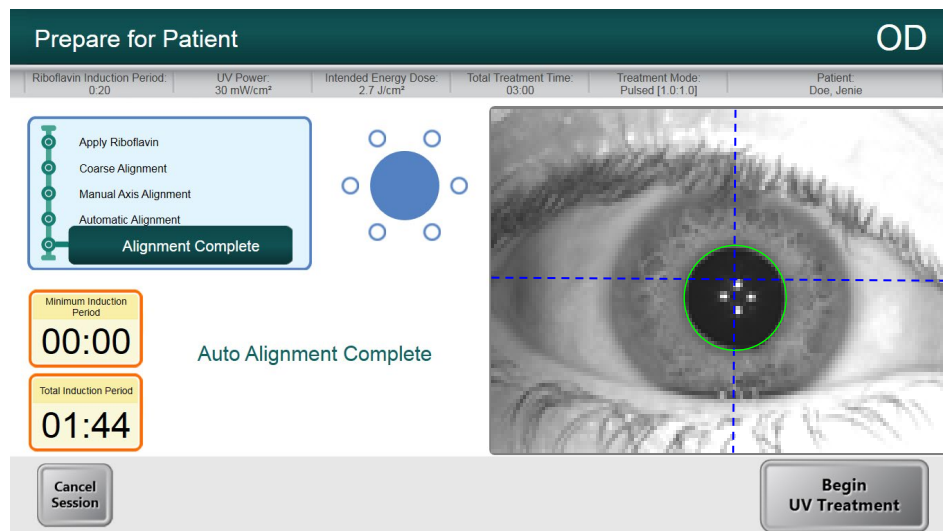 Prepare for Patient
OD
Riboflavin Induction Period:
0:20
UV Power:
30 mW/cm²
Intended Energy Dose:
2.7 J/cm²
Total Treatment Time:
03:00
Treatment Mode:
Pulsed [1.0:1.0]
Patient:
Doe, Jenie
Apply Riboflavin
Coarse Alignment
Manual Axis Alignment
Automatic Alignment
Alignment Complete
Minimum Induction
Period
00:00
Auto Alignment Complete
Total Induction Period
01:44
Cancel
Session
Begin
UV Treatment